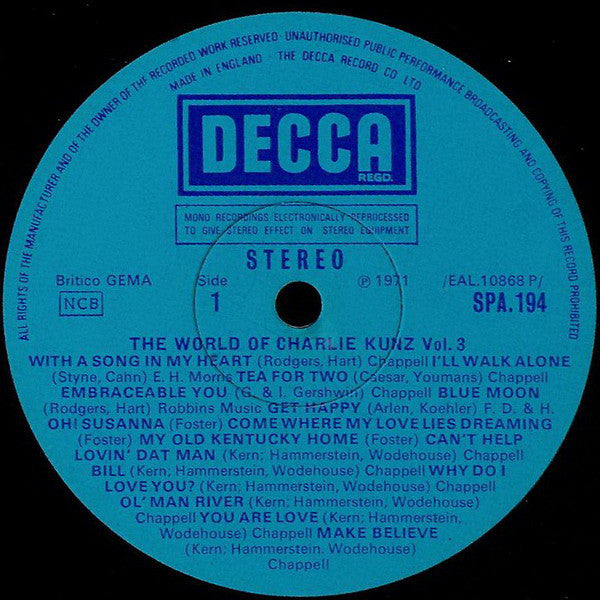 ALL RIGHTS OF THE MANUFACTURER AND OF THE OWNER OF THE RECORDED WORK RESERVED · UNAUTHORISED PUBLIC PERFORMANCE BROADCASTING AND COPYING OF THIS RECORD PROHIBITED
MADE IN ENGLAND · THE DECCA RECORD CO LTD
DECCA
REGD.
MONO RECORDINGS ELECTRONICALLY REPROCESSED
TO GIVE STEREO EFFECT ON STEREO EQUIPMENT
STEREO
Britico GEMA Side ℗ 1971 /EAL.10868 P/
NCB 1 SPA.194
THE WORLD OF CHARLIE KUNZ Vol. 3
WITH A SONG IN MY HEART (Rodgers, Hart) Chappell I'LL WALK ALONE
(Styne, Cahn) E. H. Morris TEA FOR TWO (Caesar, Youmans) Chappell
EMBRACEABLE YOU (G. & I. Gershwin) Chappell BLUE MOON
(Rodgers, Hart) Robbins Music GET HAPPY (Arlen, Koehler) F. D. & H.
OH! SUSANNA (Foster) COME WHERE MY LOVE LIES DREAMING
(Foster) MY OLD KENTUCKY HOME (Foster) CAN'T HELP
LOVIN' DAT MAN (Kern; Hammerstein, Wodehouse) Chappell
BILL (Kern; Hammerstein, Wodehouse) Chappell WHY DO I
LOVE YOU? (Kern; Hammerstein, Wodehouse) Chappell
OL' MAN RIVER (Kern; Hammerstein, Wodehouse)
Chappell YOU ARE LOVE (Kern; Hammerstein,
Wodehouse) Chappell MAKE BELIEVE
(Kern; Hammerstein. Wodehouse)
Chappell